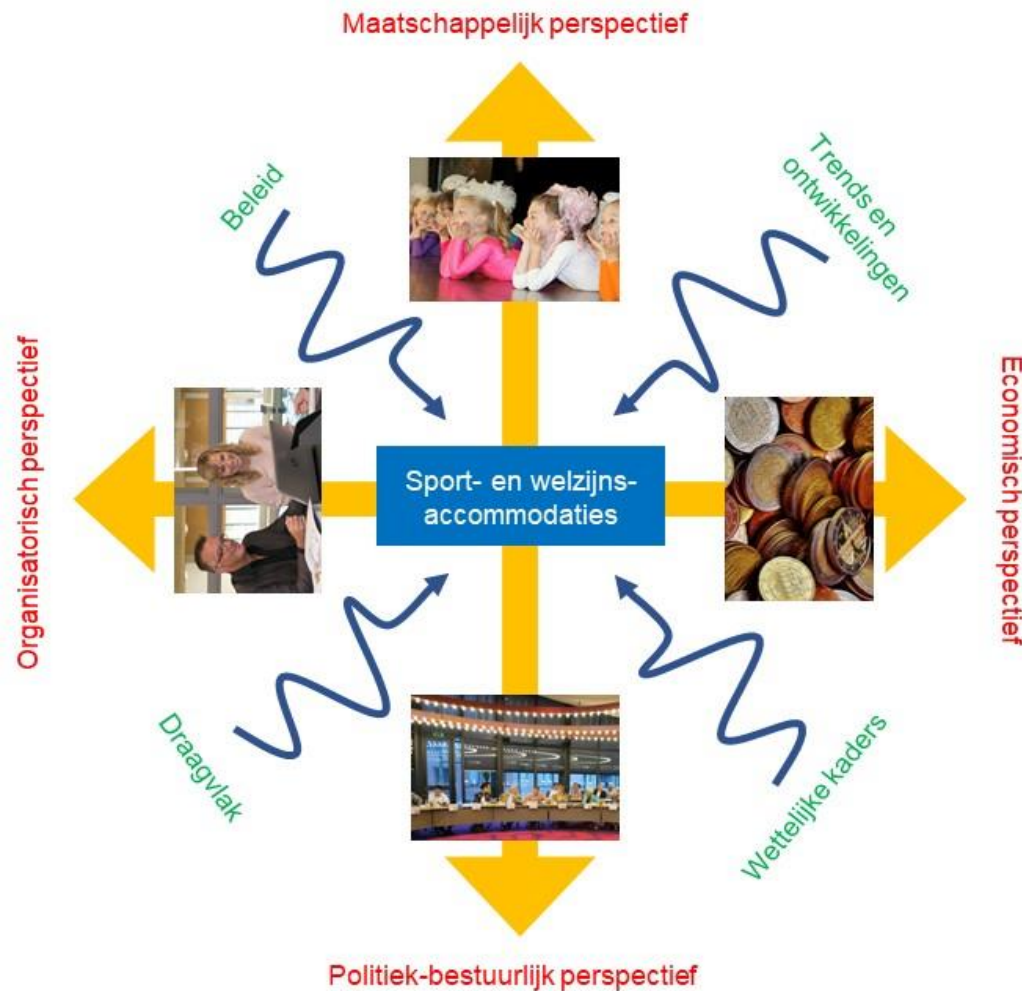 Maatschappelijk perspectief
Beleid
Trends en
ontwikkelingen
Organisatorisch perspectief
Sport- en welzijns-
accommodaties
Economisch perspectief
Draagvlak
Wettelijke kaders
Politiek-bestuurlijk perspectief